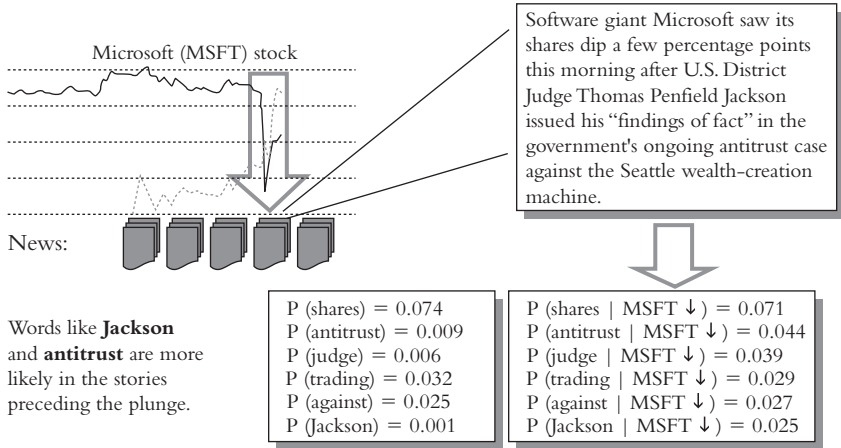 Microsoft (MSFT) stock
Software giant Microsoft saw its
shares dip a few percentage points
this morning after U.S. District
Judge Thomas Penfield Jackson
issued his “findings of fact” in the
government's ongoing antitrust case
against the Seattle wealth-creation
machine.
News:
Words like Jackson
and antitrust are more
likely in the stories
preceding the plunge.
P (shares) = 0.074
P (antitrust) = 0.009
P (judge) = 0.006
P (trading) = 0.032
P (against) = 0.025
P (Jackson) = 0.001
P (shares | MSFT ↓) = 0.071
P (antitrust | MSFT ↓) = 0.044
P (judge | MSFT ↓) = 0.039
P (trading | MSFT ↓) = 0.029
P (against | MSFT ↓) = 0.027
P (Jackson | MSFT ↓) = 0.025